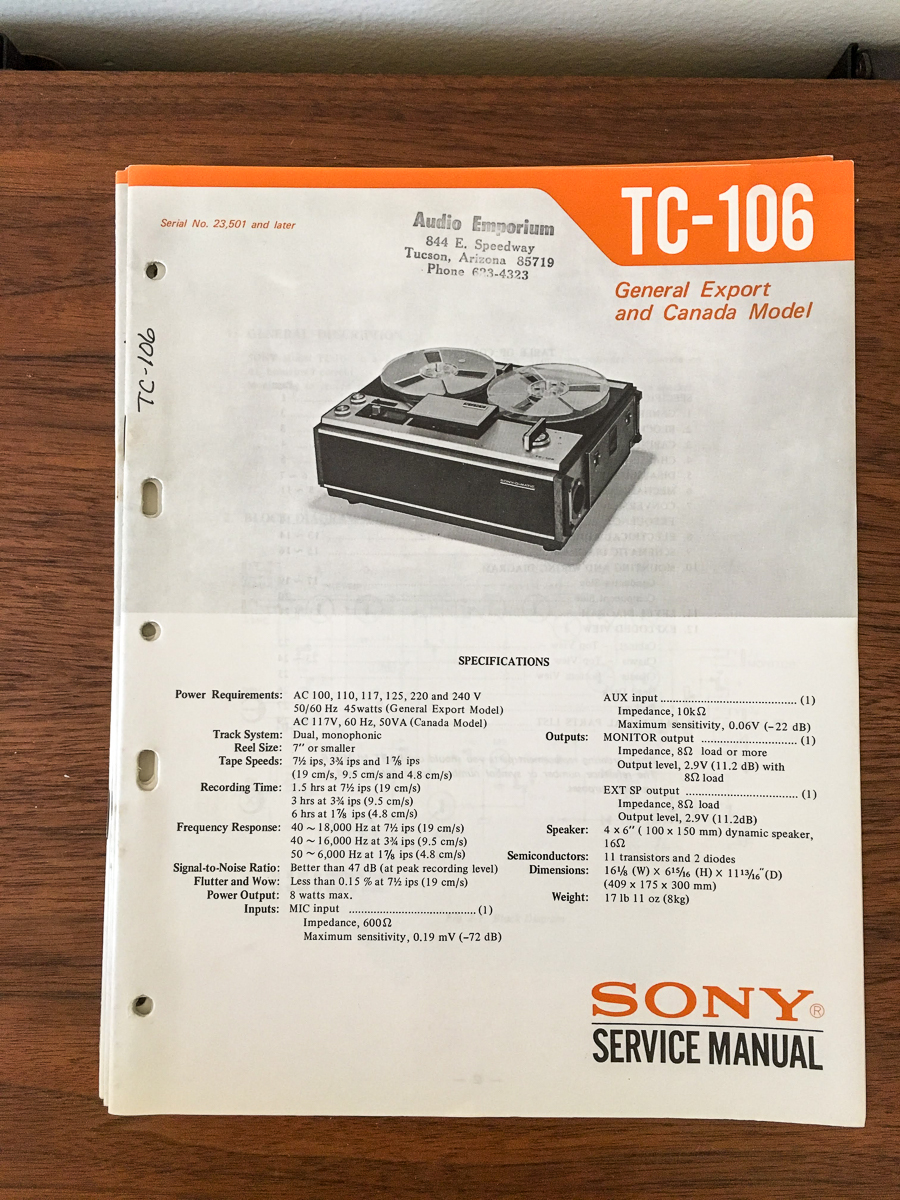 TC-106
Serial No. 23,501 and later
Audio Emporium
844 E. Speedway
Tucson, Arizona 85719
Phone 623-4323
General Export
and Canada Model
TC-106
SONY-O-MATIC
SPECIFICATIONS
Power Requirements: AC 100, 110, 117, 125, 220 and 240 V
50/60 Hz 45watts (General Export Model)
AC 117V, 60 Hz, 50VA (Canada Model)
Track System: Dual, monophonic
Reel Size: 7" or smaller
Tape Speeds: 7½ ips, 3¾ ips and 1⅞ ips
(19 cm/s, 9.5 cm/s and 4.8 cm/s)
Recording Time: 1.5 hrs at 7½ ips (19 cm/s)
3 hrs at 3¾ ips (9.5 cm/s)
6 hrs at 1⅞ ips (4.8 cm/s)
Frequency Response: 40 ~ 18,000 Hz at 7½ ips (19 cm/s)
40 ~ 16,000 Hz at 3¾ ips (9.5 cm/s)
50 ~ 6,000 Hz at 1⅞ ips (4.8 cm/s)
Signal-to-Noise Ratio: Better than 47 dB (at peak recording level)
Flutter and Wow: Less than 0.15 % at 7½ ips (19 cm/s)
Power Output: 8 watts max.
Inputs: MIC input ........................................ (1)
Impedance, 600Ω
Maximum sensitivity, 0.19 mV (-72 dB)
AUX input ........................................ (1)
Impedance, 10kΩ
Maximum sensitivity, 0.06V (-22 dB)
Outputs: MONITOR output ............................ (1)
Impedance, 8Ω load or more
Output level, 2.9V (11.2 dB) with
8Ω load
EXT SP output ................................ (1)
Impedance, 8Ω load
Output level, 2.9V (11.2dB)
Speaker: 4 x 6" ( 100 x 150 mm) dynamic speaker,
16Ω
Semiconductors: 11 transistors and 2 diodes
Dimensions: 16⅛ (W) × 6¹⁵⁄₁₆ (H) × 11¹³⁄₁₆" (D)
(409 x 175 x 300 mm)
Weight: 17 lb 11 oz (8kg)
SONY®
SERVICE MANUAL